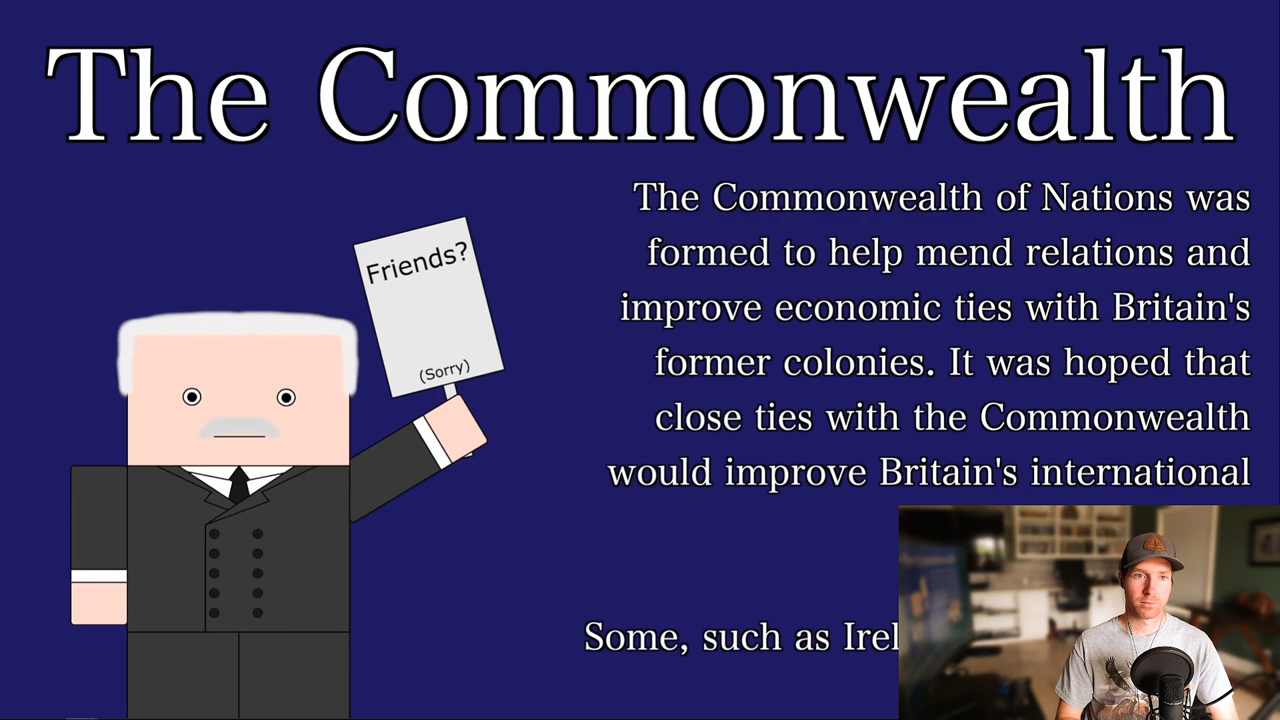 The Commonwealth
The Commonwealth of Nations was
formed to help mend relations and
improve economic ties with Britain's
former colonies. It was hoped that
close ties with the Commonwealth
would improve Britain's international
Friends?
(Sorry)
Some, such as